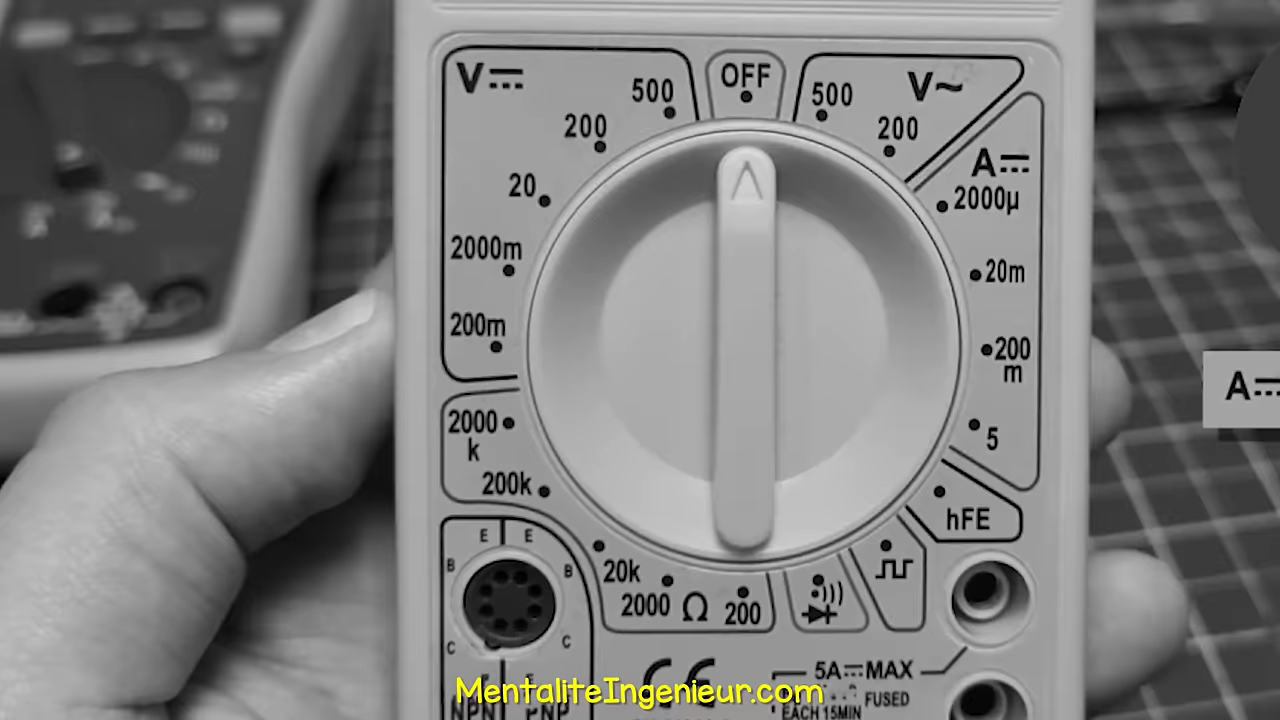 V⎓
OFF
V~
500
500
200
200
A⎓
20
2000µ
2000m
20m
200m
200
m
A⎓
2000
k
5
200k
hFE
E E
B B
20k
2000 Ω 200
C C
5A⎓MAX
CE
MentaliteIngenieur.com
FUSED
NPN PNP
EACH 15MIN